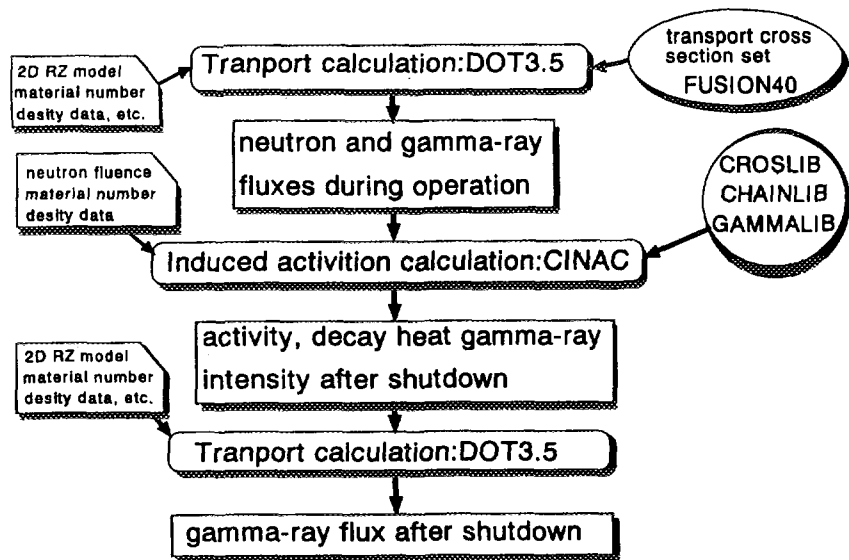 2D RZ model
material number
desity data, etc.
Tranport calculation:DOT3.5
transport cross
section set
FUSION40
neutron and gamma-ray
fluxes during operation
neutron fluence
material number
desity data
CROSLIB
CHAINLIB
GAMMALIB
Induced activition calculation:CINAC
activity, decay heat gamma-ray
intensity after shutdown
2D RZ model
material number
desity data, etc.
Tranport calculation:DOT3.5
gamma-ray flux after shutdown